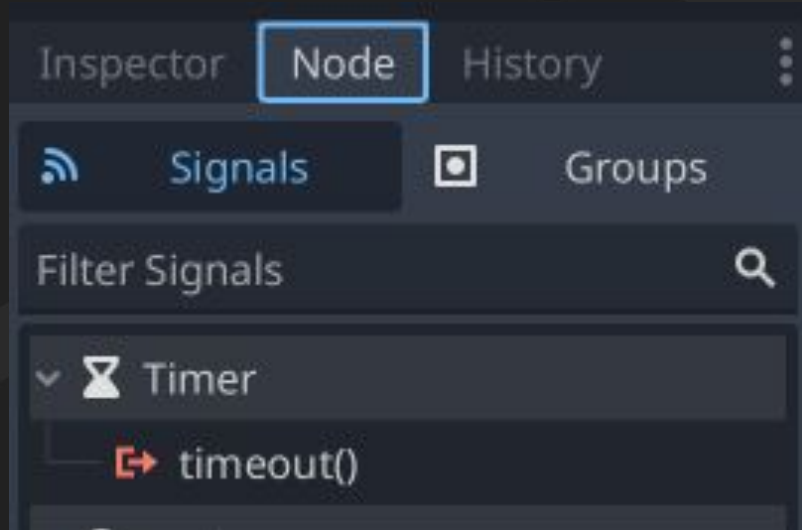 Inspector Node History
Signals Groups
Filter Signals
Timer
timeout()